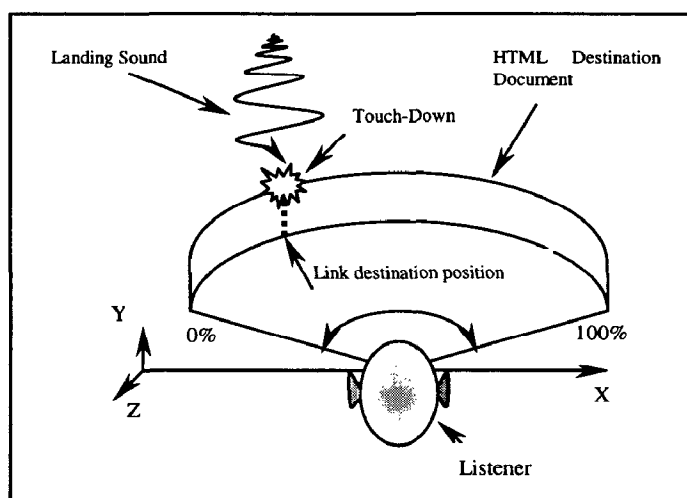 Landing Sound
HTML Destination
Document
Touch-Down
Link destination position
Y
0%
100%
Z
X
Listener